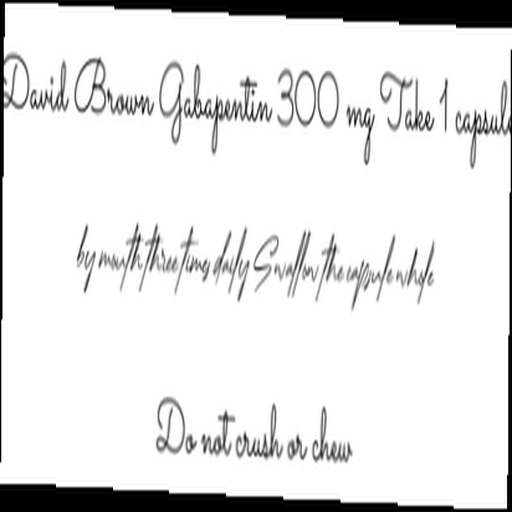 David Brown Gabapentin 300 mg Take 1 capsule
by mouth three times daily Swallow the capsule whole
Do not crush or chew